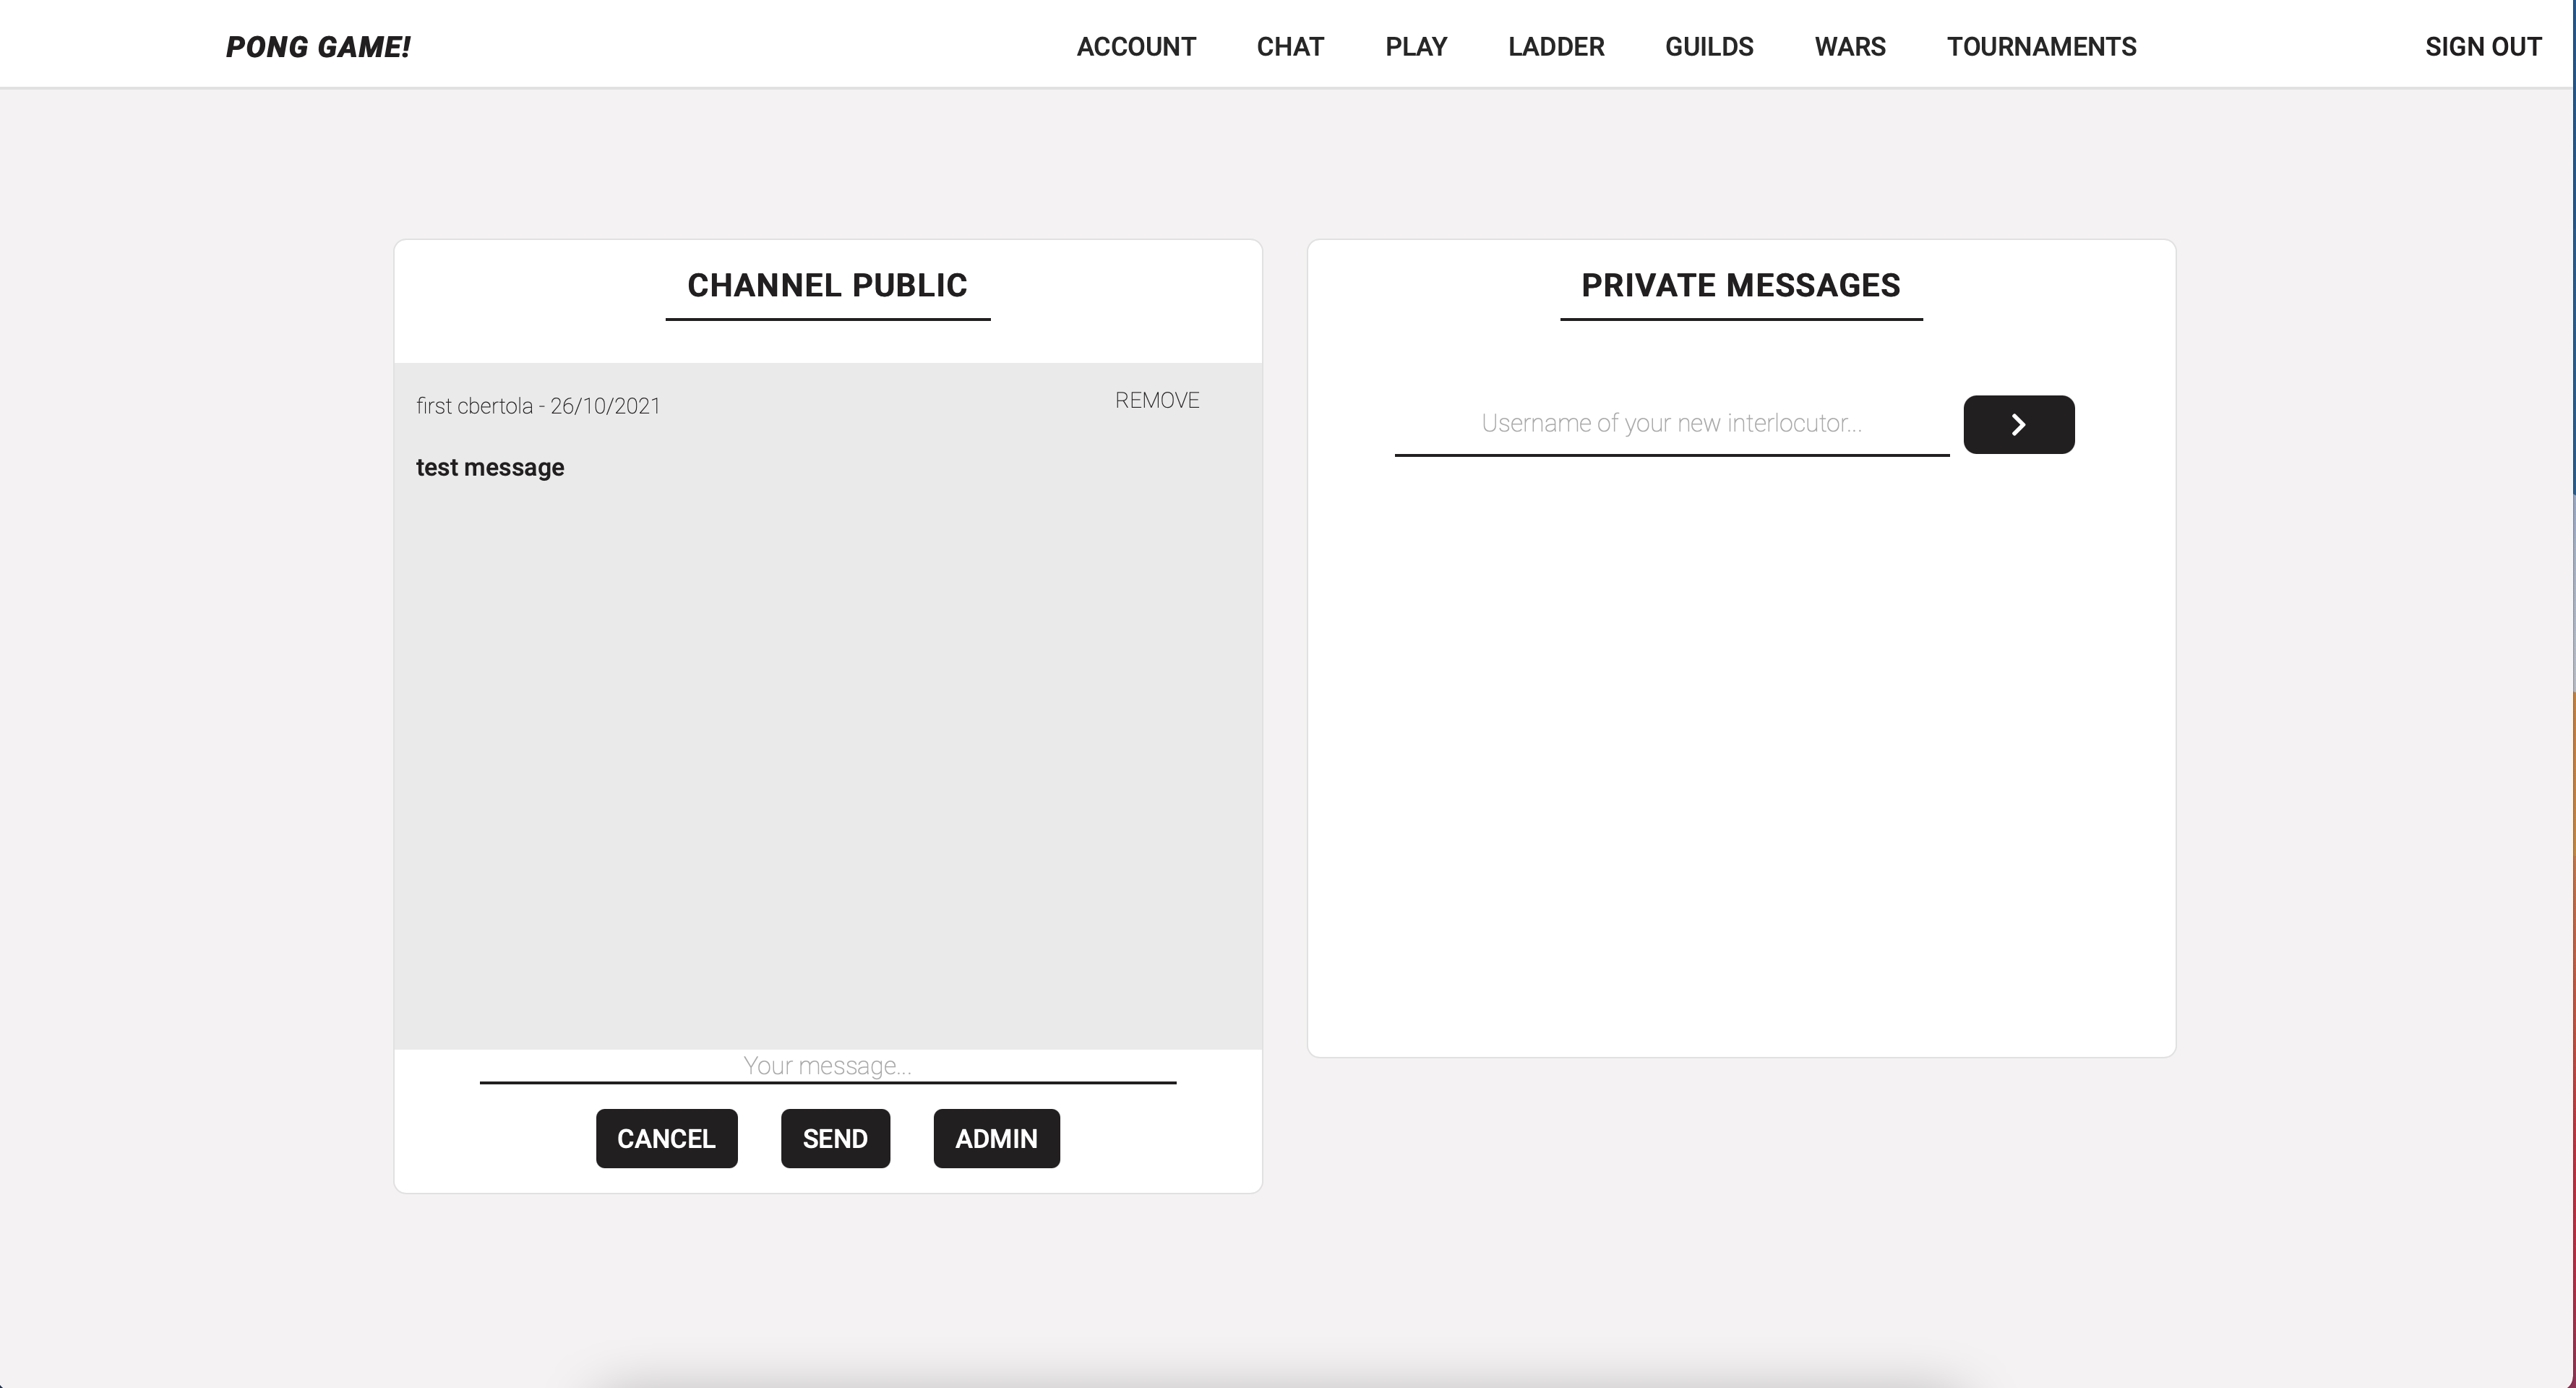 PONG GAME!
ACCOUNT CHAT PLAY LADDER GUILDS WARS TOURNAMENTS SIGN OUT
CHANNEL PUBLIC
first cbertola - 26/10/2021 REMOVE
test message
Your message...
CANCEL SEND ADMIN
PRIVATE MESSAGES
Username of your new interlocutor...